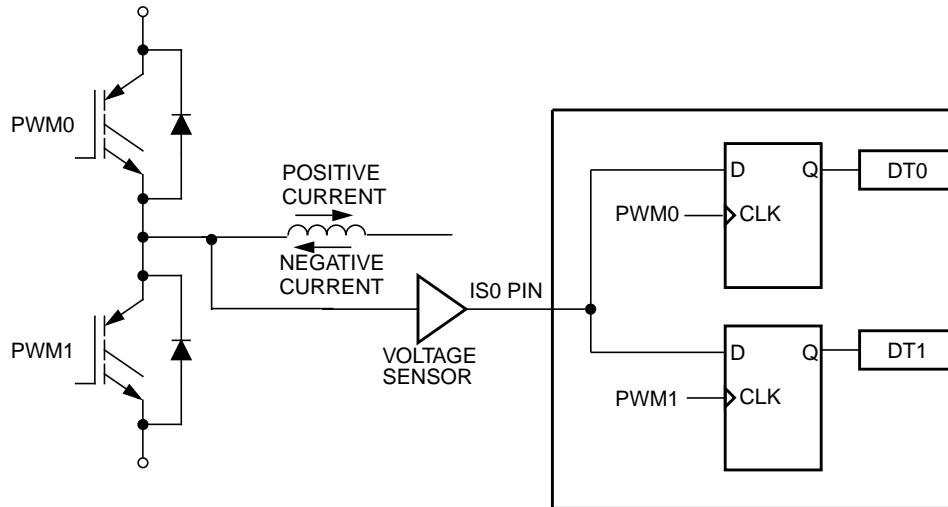 PWM0
POSITIVE
CURRENT
NEGATIVE
CURRENT
PWM1
VOLTAGE
SENSOR
IS0 PIN
D
Q
DT0
PWM0
CLK
D
Q
DT1
PWM1
CLK